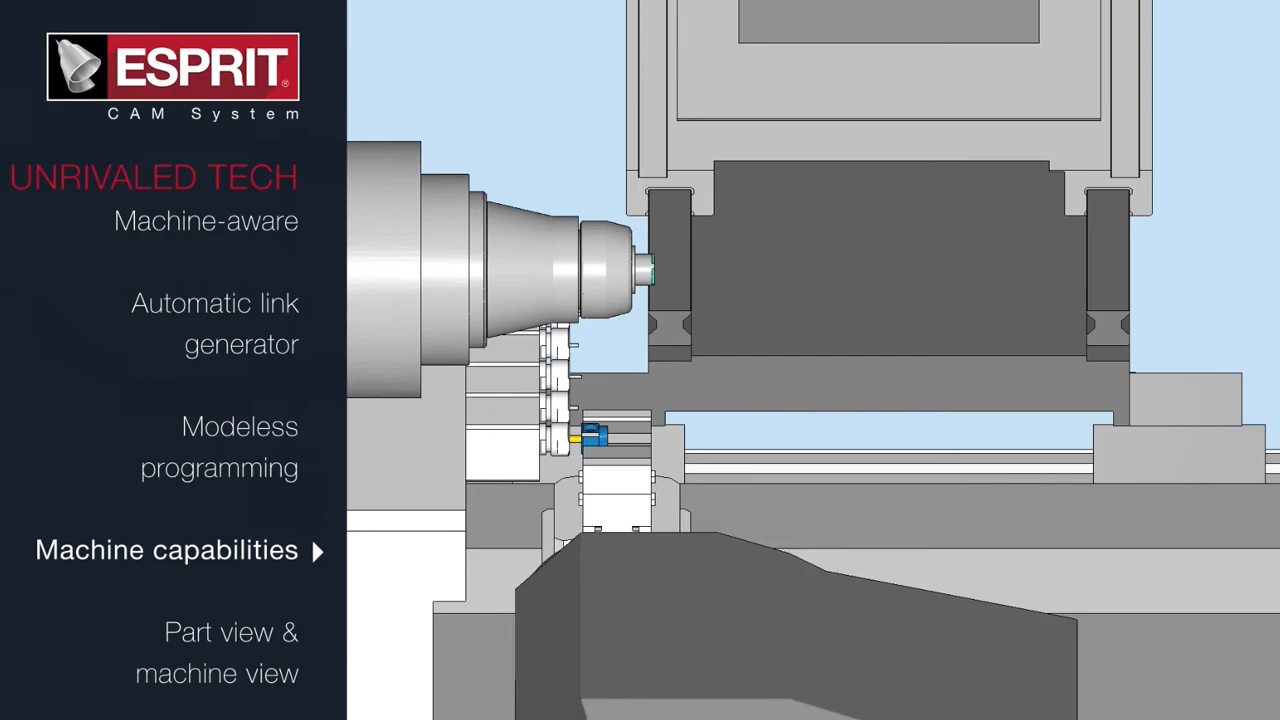 ESPRIT®
CAM System
UNRIVALED TECH
Machine-aware
Automatic link
generator
Modeless
programming
Machine capabilities
Part view &
machine view